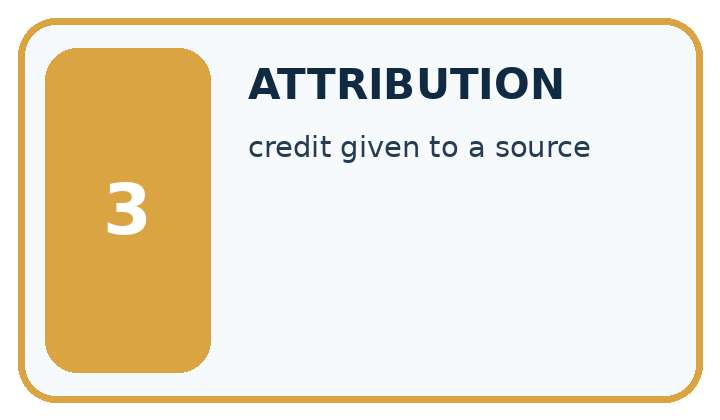 3
ATTRIBUTION
credit given to a source